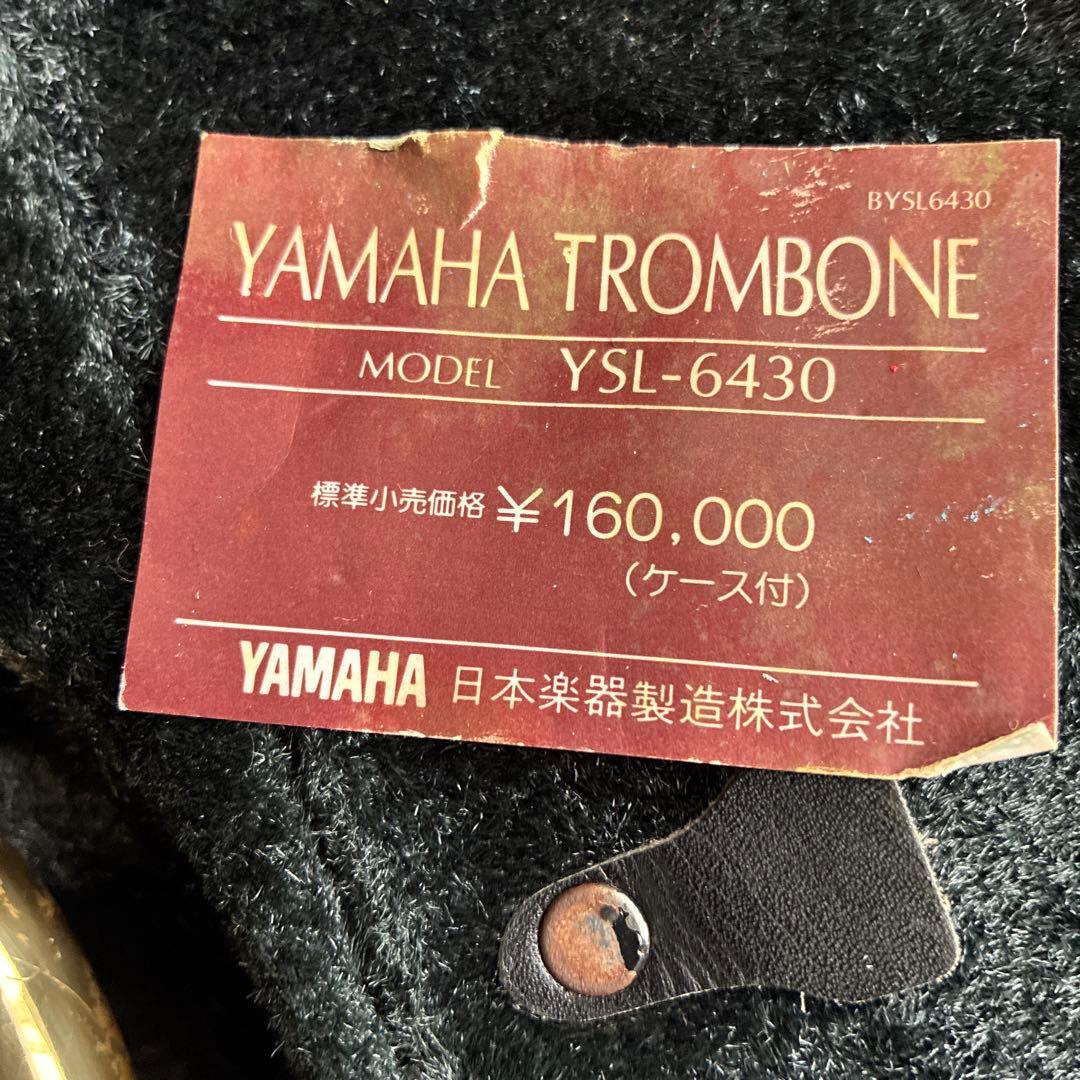 BYSL6430
YAMAHA TROMBONE
MODEL YSL-6430
標準小売価格 ¥160,000
(ケース付)
YAMAHA 日本楽器製造株式会社